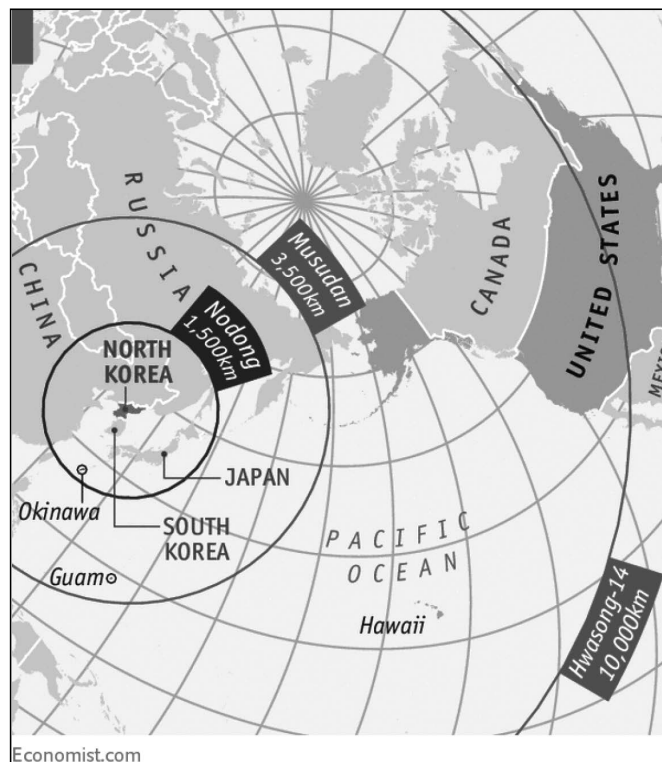 RUSSIA
CHINA
Musudan
3,500km
Nodong
1,500km
CANADA
UNITED STATES
NORTH
KOREA
JAPAN
Okinawa
SOUTH
KOREA
PACIFIC
OCEAN
Guam
Hawaii
Hwasong-14
10,000km
Economist.com